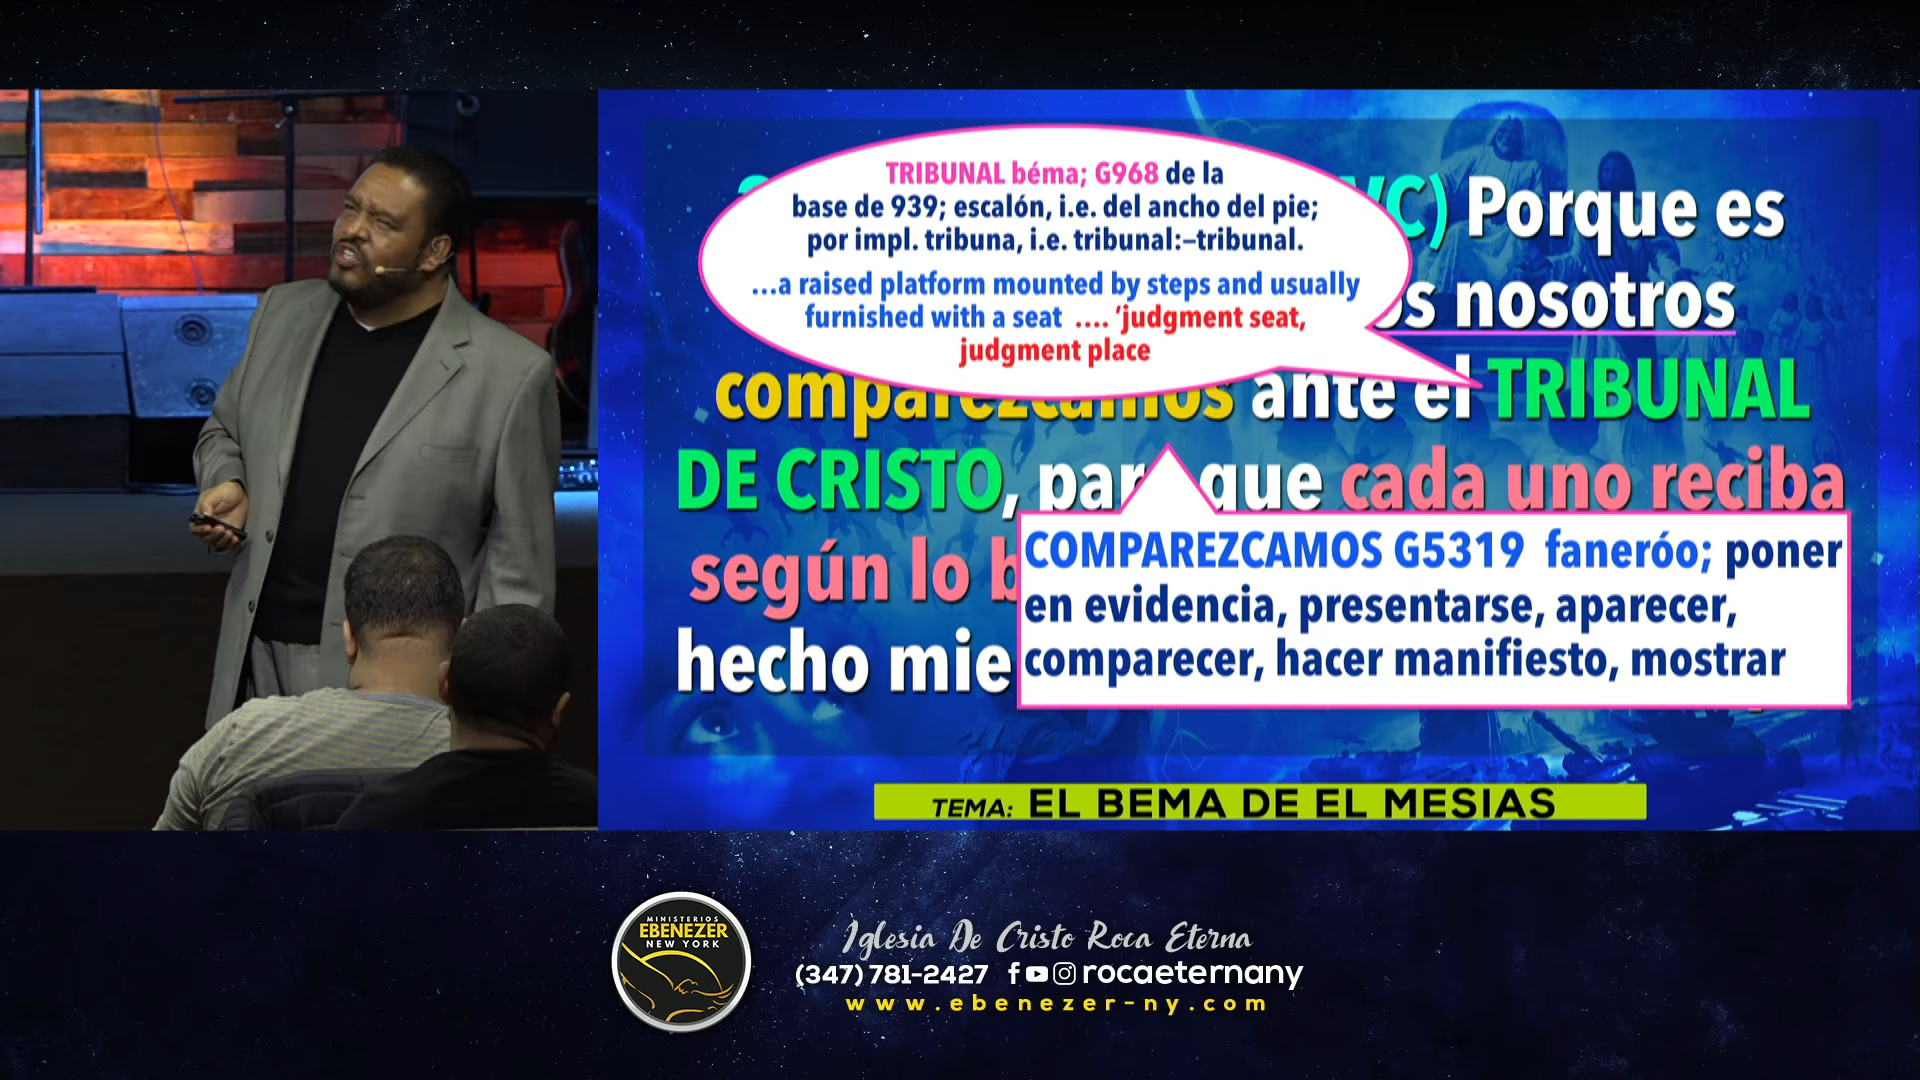 TRIBUNAL béma; G968 de la
base de 939; escalón, i.e. del ancho del pie;
por impl. tribuna, i.e. tribunal:–tribunal.
...a raised platform mounted by steps and usually
furnished with a seat .... ‘judgment seat,
judgment place
VC) Porque es
os nosotros
comparezcamos ante el TRIBUNAL
DE CRISTO, para que cada uno reciba
según lo b
hecho mie
COMPAREZCAMOS G5319 faneróo; poner
en evidencia, presentarse, aparecer,
comparecer, hacer manifiesto, mostrar
TEMA: EL BEMA DE EL MESIAS
MINISTERIOS
EBENEZER
NEW YORK
Iglesia De Cristo Roca Eterna
(347) 781-2427 rocaeternany
www.ebenezer-ny.com